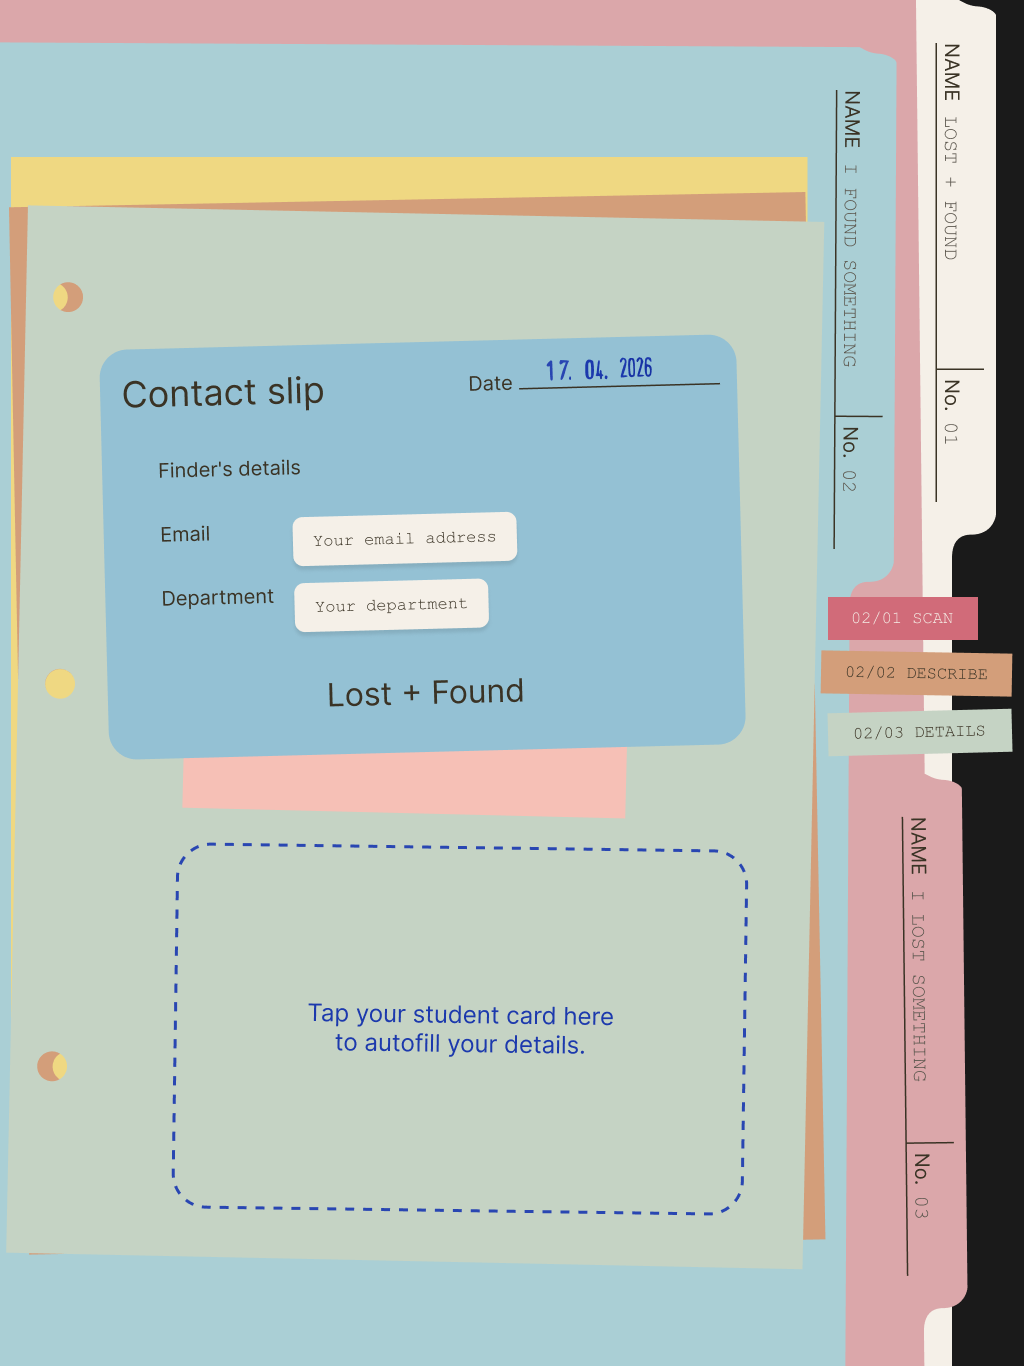 Contact slip
Date 17. 04. 2026
Finder's details
Email Your email address
Department Your department
Lost + Found
Tap your student card here
to autofill your details.
NAME I FOUND SOMETHING No. 02
NAME LOST + FOUND No. 01
02/01 SCAN
02/02 DESCRIBE
02/03 DETAILS
NAME I LOST SOMETHING No. 03